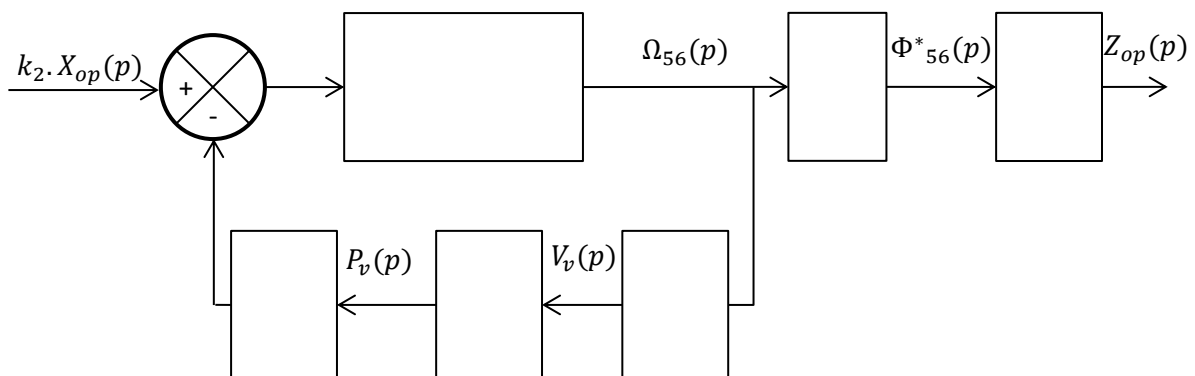 k₂.Xₒₚ(p)
+
-
Ω₅₆(p)
Φ*₅₆(p)
Zₒₚ(p)
Pᵥ(p)
Vᵥ(p)